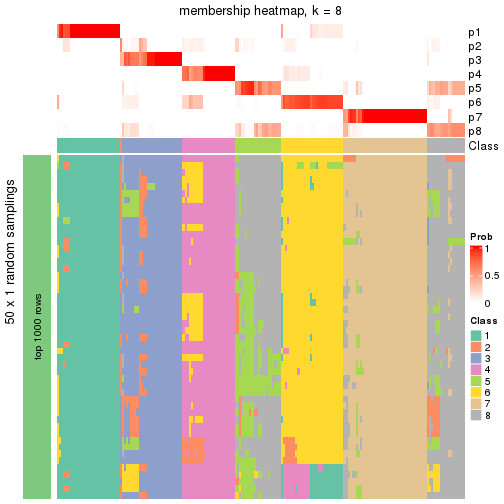 membership heatmap, k = 8
p1
p2
p3
p4
p5
p6
p7
p8
Class
50 x 1 random samplings
top 1000 rows
Prob
1
0.5
0
Class
1
2
3
4
5
6
7
8